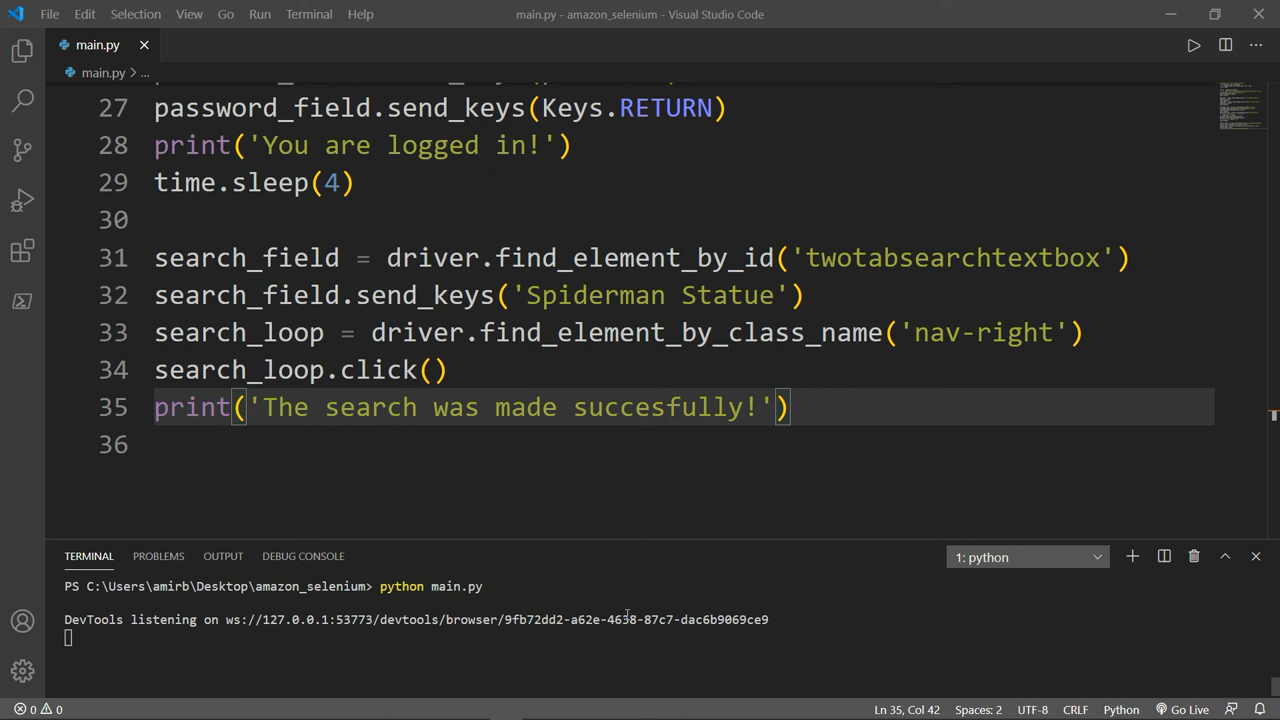 File Edit Selection View Go Run Terminal Help main.py - amazon_selenium - Visual Studio Code
main.py
main.py > ...
27 password_field.send_keys(Keys.RETURN)
28 print('You are logged in!')
29 time.sleep(4)
30
31 search_field = driver.find_element_by_id('twotabsearchtextbox')
32 search_field.send_keys('Spiderman Statue')
33 search_loop = driver.find_element_by_class_name('nav-right')
34 search_loop.click()
35 print('The search was made succesfully!')
36
TERMINAL PROBLEMS OUTPUT DEBUG CONSOLE 1: python
PS C:\Users\amirb\Desktop\amazon_selenium> python main.py
DevTools listening on ws://127.0.0.1:53773/devtools/browser/9fb72dd2-a62e-4638-87c7-dac6b9069ce9
0 0 Ln 35, Col 42 Spaces: 2 UTF-8 CRLF Python Go Live